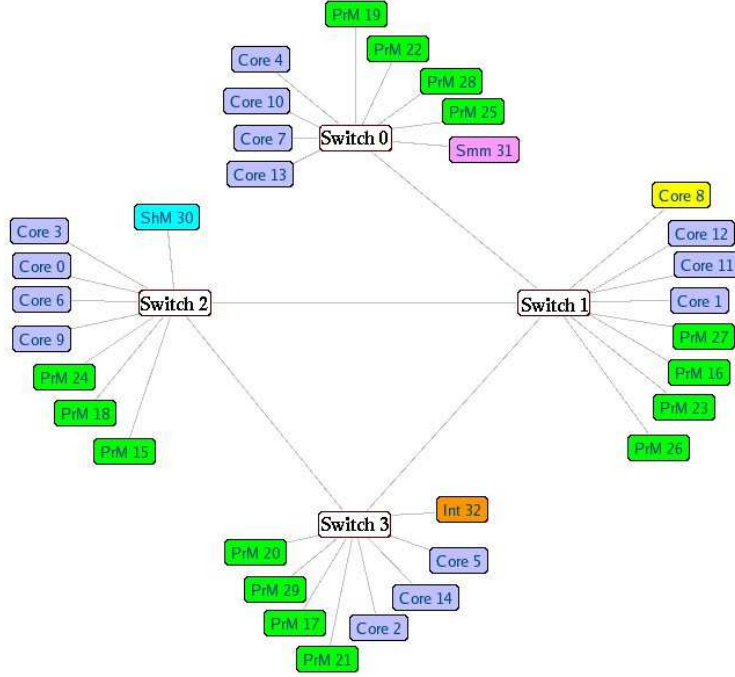 PrM 19
PrM 22
Core 4
PrM 28
Core 10
PrM 25
Switch 0
Core 7
Smm 31
Core 13
Core 8
ShM 30
Core 3
Core 12
Core 0
Core 11
Core 6
Switch 2
Switch 1
Core 1
Core 9
PrM 27
PrM 24
PrM 16
PrM 18
PrM 23
PrM 15
PrM 26
Int 32
Switch 3
PrM 20
Core 5
PrM 29
Core 14
PrM 17
Core 2
PrM 21